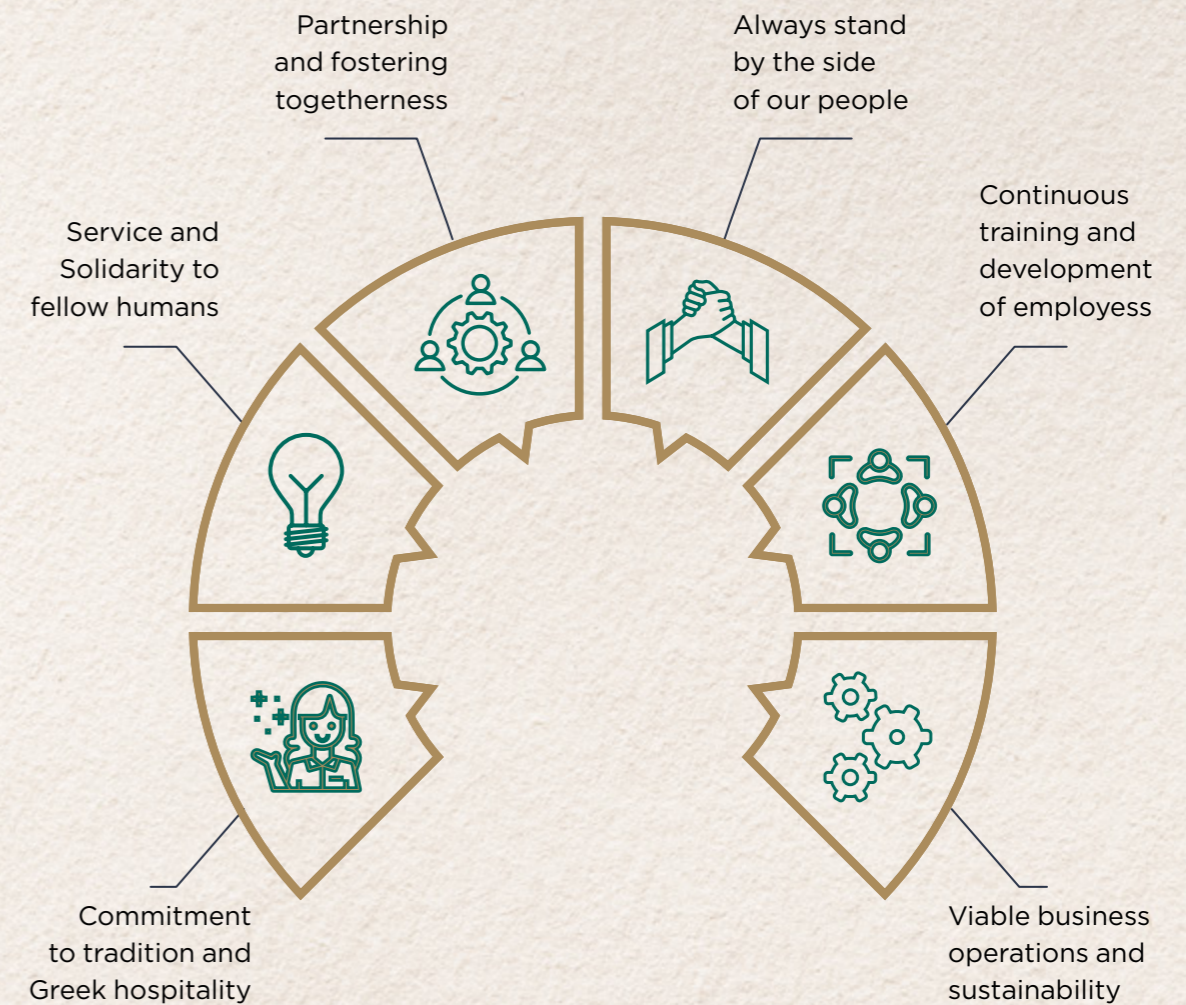 Partnership
and fostering
togetherness
Always stand
by the side
of our people
Service and
Solidarity to
fellow humans
Continuous
training and
development
of employess
Commitment
to tradition and
Greek hospitality
Viable business
operations and
sustainability